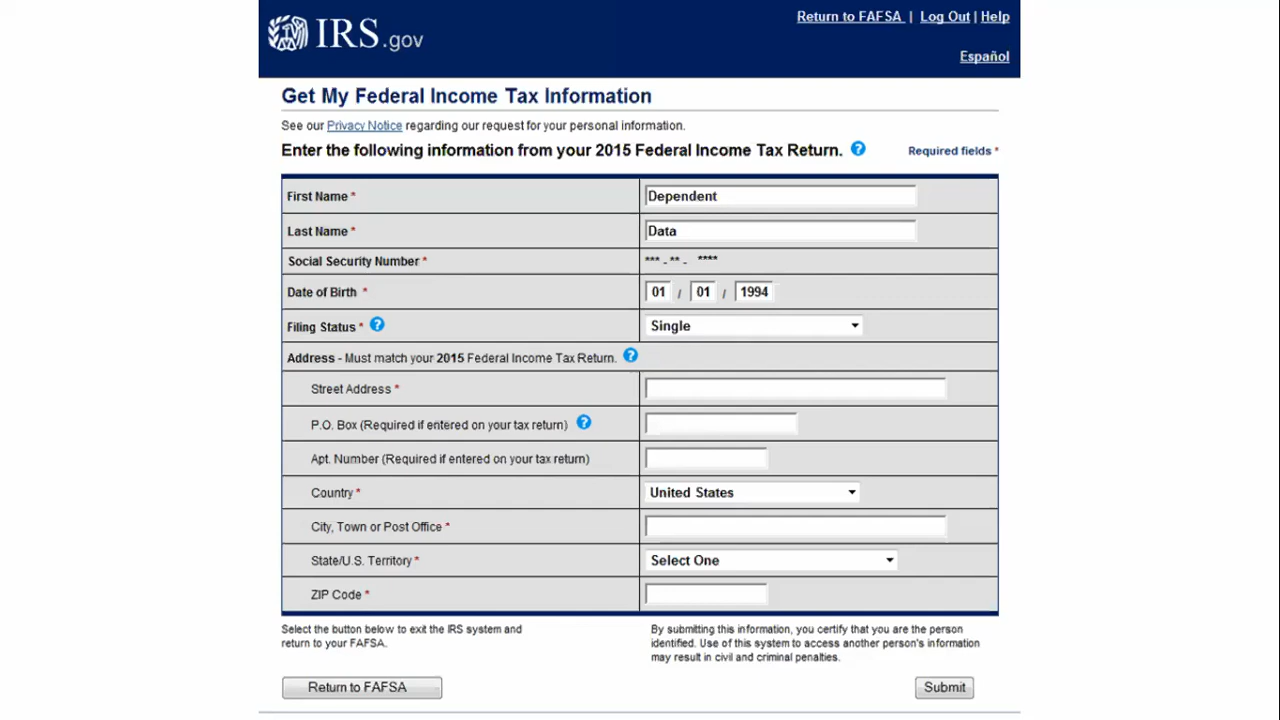 IRS.gov
Return to FAFSA | Log Out | Help
Español
Get My Federal Income Tax Information
See our Privacy Notice regarding our request for your personal information.
Enter the following information from your 2015 Federal Income Tax Return. ? Required fields *
First Name * Dependent
Last Name * Data
Social Security Number * *** - ** - ****
Date of Birth * 01 / 01 / 1994
Filing Status * ? Single
Address - Must match your 2015 Federal Income Tax Return. ?
Street Address *
P.O. Box (Required if entered on your tax return) ?
Apt. Number (Required if entered on your tax return)
Country * United States
City, Town or Post Office *
State/U.S. Territory * Select One
ZIP Code *
Select the button below to exit the IRS system and
return to your FAFSA.
By submitting this information, you certify that you are the person
identified. Use of this system to access another person's information
may result in civil and criminal penalties.
Return to FAFSA
Submit